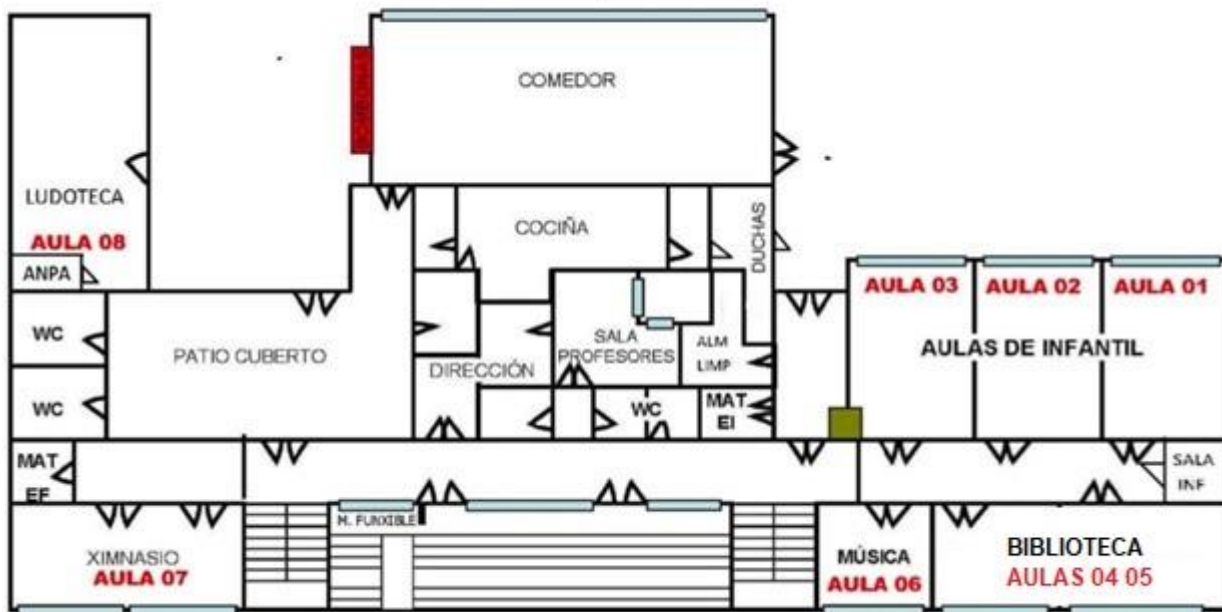 COMEDOR
LUDOTECA
AULA 08
ANPA
COCIÑA
DUCHAS
AULA 03
AULA 02
AULA 01
AULAS DE INFANTIL
WC
PATIO CUBERTO
SALA
PROFESORES
ALM
LIMP
DIRECCIÓN
WC
WC
MAT
EI
MAT
EF
SALA
INF
M. FUNXIBLE
XIMNASIO
AULA 07
MÚSICA
AULA 06
BIBLIOTECA
AULAS 04 05